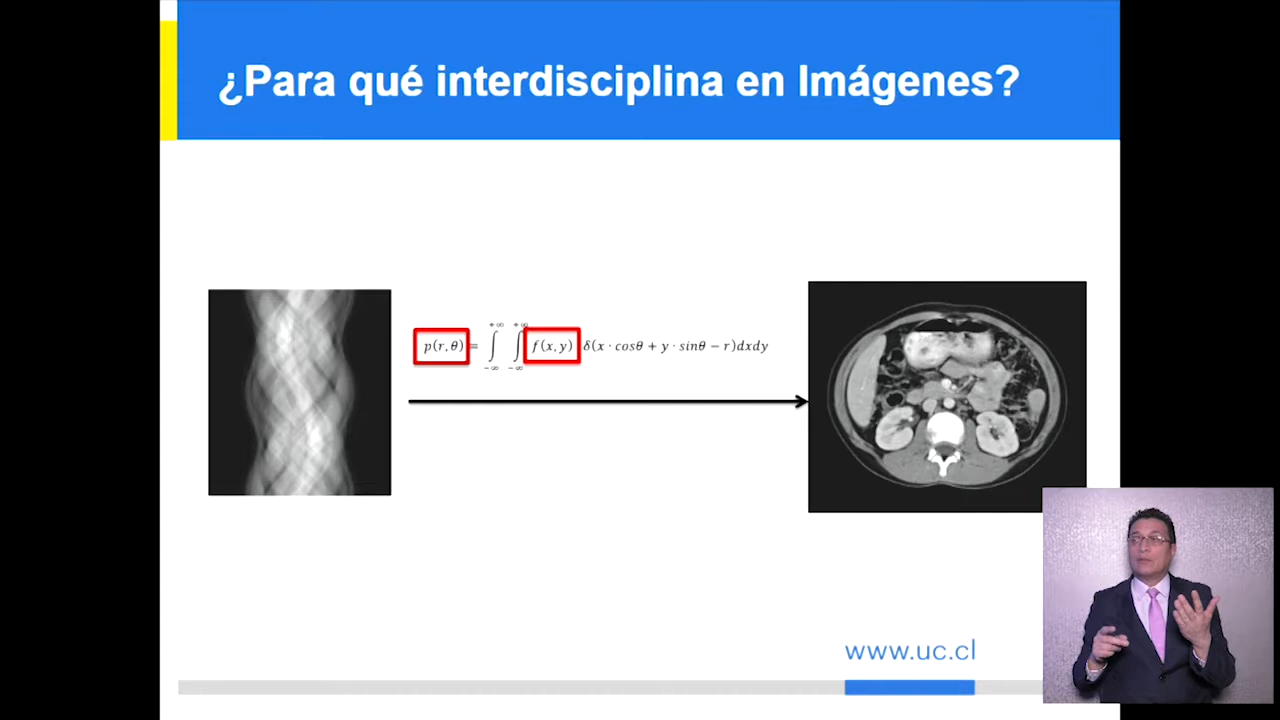 ¿Para qué interdisciplina en Imágenes?
p(r, θ) = ∫_{−∞}^{+∞} ∫_{−∞}^{+∞} f(x, y) δ(x · cosθ + y · sinθ − r)dxdy
www.uc.cl